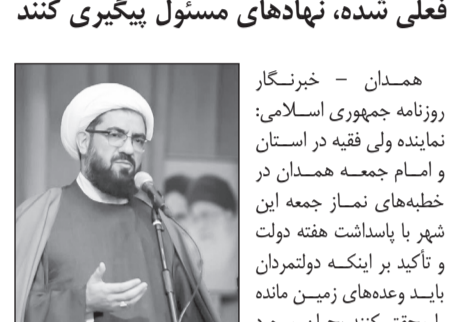 فعلی شده، نهادهای مسئول پیگیری کنند
همدان - خبرنگار
روزنامه جمهوری اسلامی:
نماینده ولی فقیه در استان
و امام جمعه همدان در
خطبه‌های نماز جمعه این
شهر با پاسداشت هفته دولت
و تأکید بر اینکه دولتمردان
باید وعده‌های زمین مانده